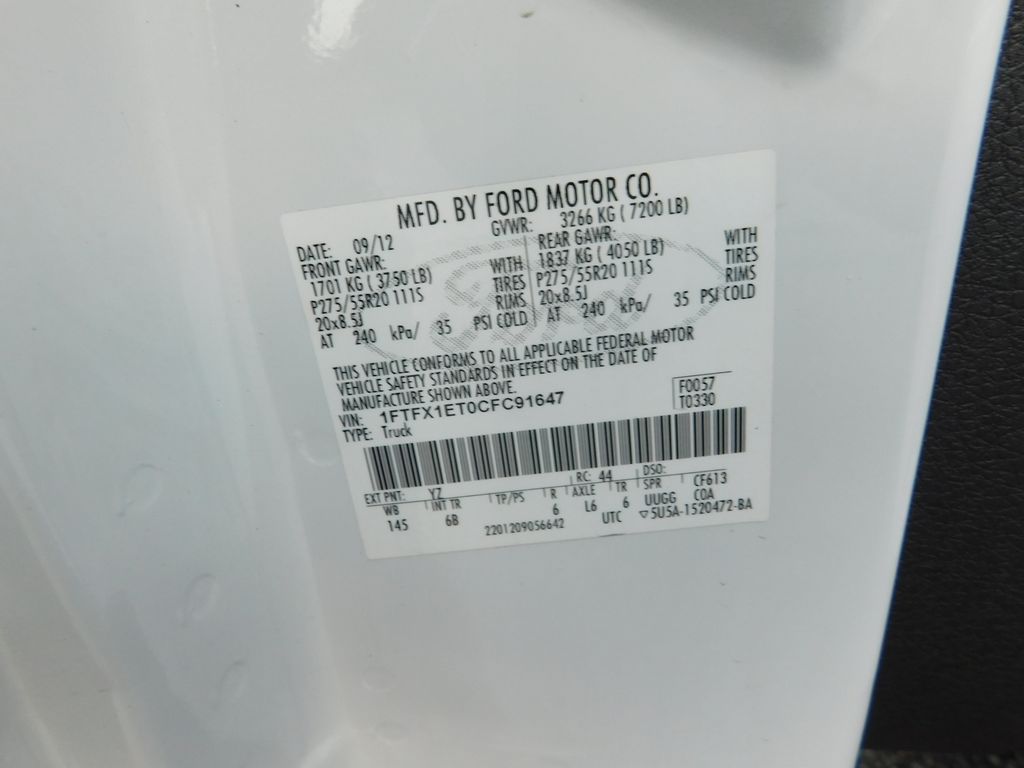 MFD. BY FORD MOTOR CO.
DATE: 09/12 GVWR: 3266 KG ( 7200 LB)
FRONT GAWR: REAR GAWR:
1701 KG ( 3750 LB) WITH 1837 KG ( 4050 LB) WITH
P275/55R20 111S TIRES P275/55R20 111S TIRES
20x8.5J RIMS 20x8.5J RIMS
AT 240 kPa/ 35 PSI COLD AT 240 kPa/ 35 PSI COLD
THIS VEHICLE CONFORMS TO ALL APPLICABLE FEDERAL MOTOR
VEHICLE SAFETY STANDARDS IN EFFECT ON THE DATE OF
MANUFACTURE SHOWN ABOVE.
VIN: 1FTFX1ET0CFC91647 F0057
TYPE: Truck T0330
EXT PNT: YZ RC: 44 DSO:
WB INT TR TP/PS R AXLE TR SPR CF613
145 6B 6 L6 6 UUGG COA
2201209056642 UTC ▽5U5A-1520472-BA